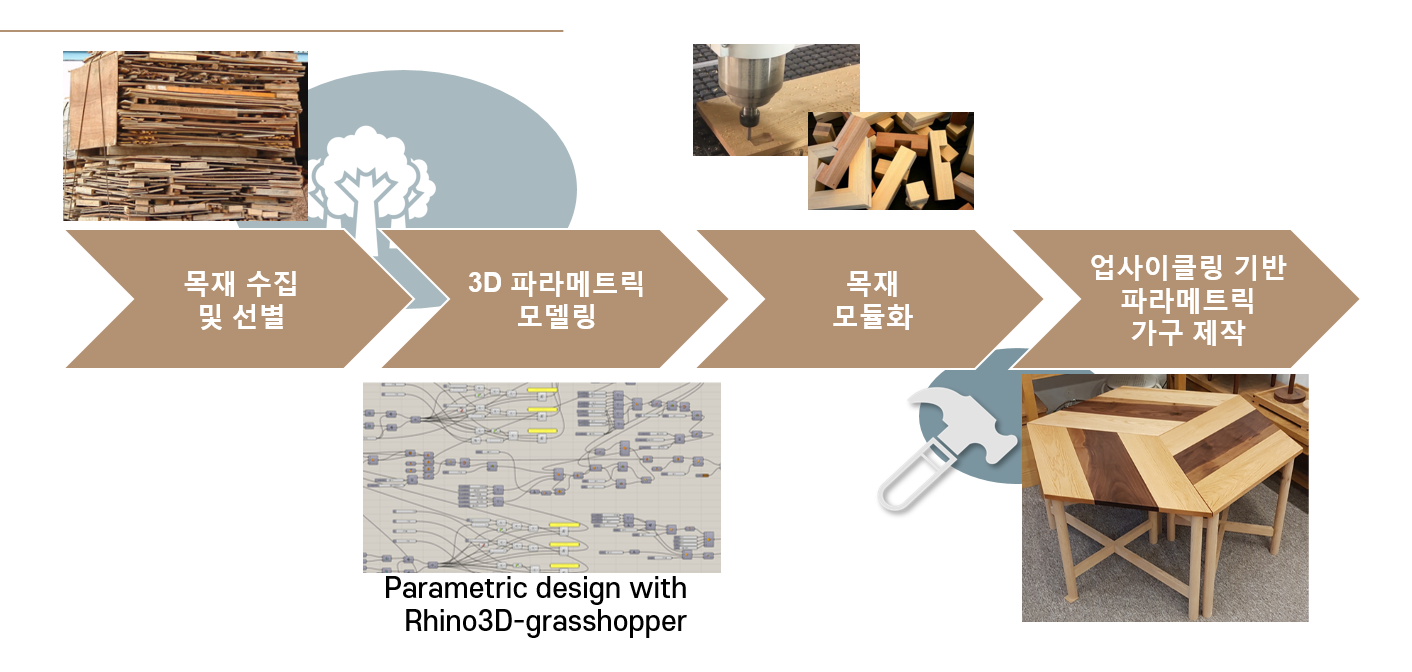 목재 수집
및 선별
3D 파라메트릭
모델링
목재
모듈화
업사이클링 기반
파라메트릭
가구 제작
Parametric design with
Rhino3D-grasshopper